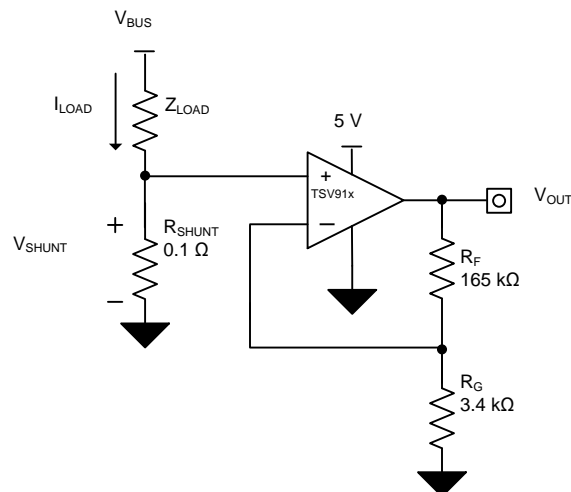 VBUS
ILOAD
ZLOAD
5 V
+
TSV91x
−
VOUT
+
VSHUNT
−
RSHUNT
0.1 Ω
RF
165 kΩ
RG
3.4 kΩ